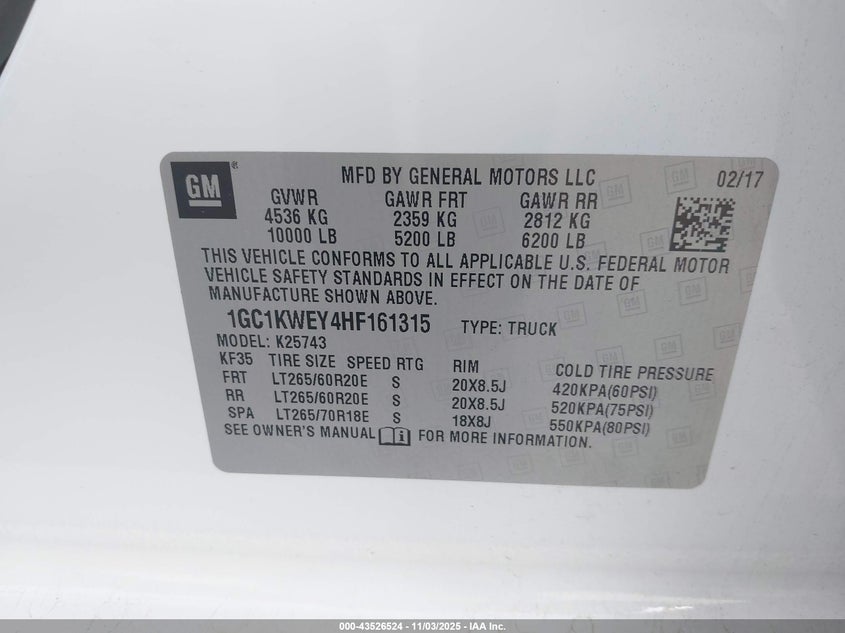 GM
MFD BY GENERAL MOTORS LLC 02/17
GVWR GAWR FRT GAWR RR
4536 KG 2359 KG 2812 KG
10000 LB 5200 LB 6200 LB
THIS VEHICLE CONFORMS TO ALL APPLICABLE U.S. FEDERAL MOTOR
VEHICLE SAFETY STANDARDS IN EFFECT ON THE DATE OF
MANUFACTURE SHOWN ABOVE.
1GC1KWEY4HF161315 TYPE: TRUCK
MODEL: K25743
KF35 TIRE SIZE SPEED RTG RIM COLD TIRE PRESSURE
FRT LT265/60R20E S 20X8.5J 420KPA(60PSI)
RR LT265/60R20E S 20X8.5J 520KPA(75PSI)
SPA LT265/70R18E S 18X8J 550KPA(80PSI)
SEE OWNER'S MANUAL FOR MORE INFORMATION.
000-43526524 - 11/03/2025 - IAA Inc.